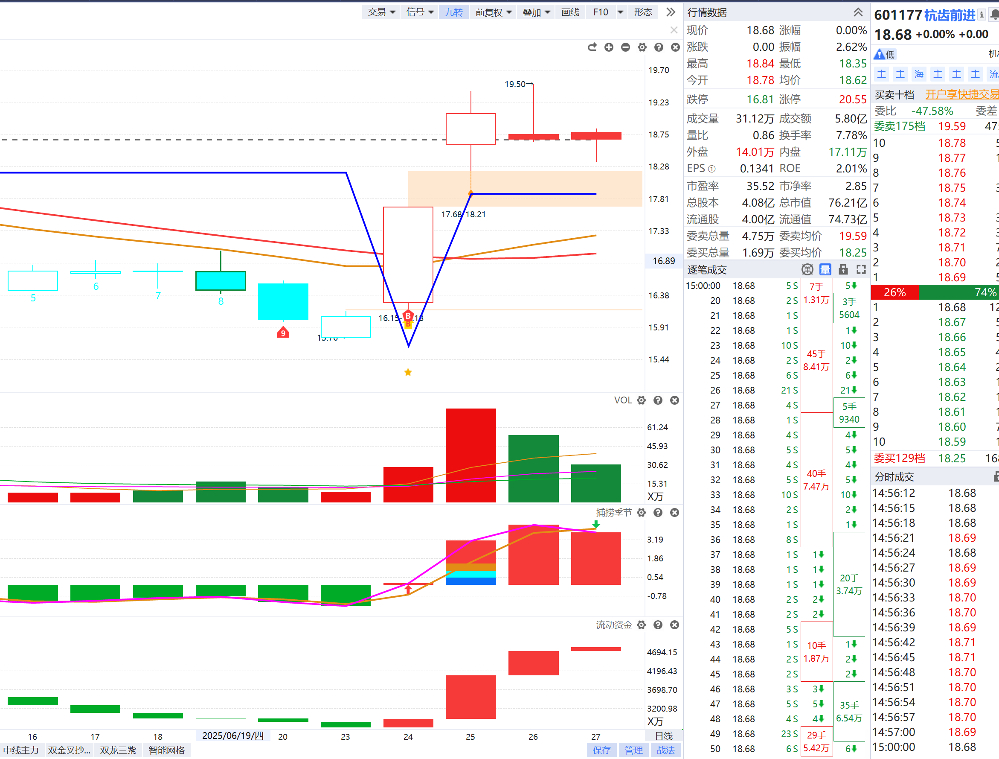 交易 信号 九转 前复权 叠加 画线 F10 形态
19.70
19.50→
19.23
18.75
18.28
17.81
17.68-18.21
17.33
16.89
16.38
5 6 7 8 9
16.15- .18
B
B
15.91
15.44
VOL
61.24
45.93
30.62
15.31
X万
捕捞季节
3.19
1.86
0.54
-0.78
流动资金
4694.15
4196.43
3698.70
3200.98
X万
16 17 18 2025/06/19/四 20 23 24 25 26 27 日线
中线主力 双金叉抄... 双龙三紫 智能网格 保存 管理 战法
行情数据
现价 18.68 涨幅 0.00%
涨跌 0.00 振幅 2.62%
最高 18.84 最低 18.35
今开 18.78 均价 18.62
跌停 16.81 涨停 20.55
成交量 31.12万 成交额 5.80亿
量比 0.86 换手率 7.78%
外盘 14.01万 内盘 17.11万
EPS① 0.1341 ROE 2.01%
市盈率 35.52 市净率 2.85
总股本 4.08亿 总市值 76.21亿
流通股 4.00亿 流通值 74.73亿
委卖总量 4.75万 委卖均价 19.59
委买总量 1.69万 委买均价 18.25
逐笔成交 单 量
15:00:00 18.68 5 S 7手 5
1.31万
20 18.68 2 S 3手
21 18.68 1 S 5604
22 18.68 1 S 1
23 18.68 10 S 10
24 18.68 2 S 45手 2
8.41万
25 18.68 6 S 6
26 18.68 21 S 21
27 18.68 4 S 5手
28 18.68 1 S 9340
29 18.68 4 S 4
30 18.68 5 S 5
31 18.68 4 S 4
32 18.68 5 S 40手 5
7.47万
33 18.68 10 S 10
34 18.68 2 S 2
35 18.68 1 S 1
36 18.68 8 S
37 18.68 1 S 1
38 18.68 1 S 1
39 18.68 1 S 1 20手
3.74万
40 18.68 2 S 2
41 18.68 2 S 2
42 18.68 5 S
43 18.68 1 S 10手 1
44 18.68 2 S 1.87万 2
45 18.68 2 S 2
46 18.68 3 S 3
47 18.68 5 S 5 35手
48 18.68 4 S 4 6.54万
49 18.68 23 S 29手
50 18.68 6 S 5.42万 6
601177 杭齿前进
18.68 +0.00% +0.00
低
主 主 海 主 主 主 流
买卖十档 开户享快捷交易
委比 -47.58% 委差
委卖175档 19.59
10 18.78
9 18.77
8 18.76
7 18.75
6 18.74
5 18.73
4 18.72
3 18.71
2 18.70
1 18.69
26% 74%
1 18.68
2 18.67
3 18.66
4 18.65
5 18.64
6 18.63
7 18.62
8 18.61
9 18.60
10 18.59
委买129档 18.25
分时成交
14:56:12 18.68
14:56:15 18.68
14:56:18 18.68
14:56:21 18.69
14:56:24 18.68
14:56:27 18.69
14:56:30 18.69
14:56:33 18.70
14:56:36 18.70
14:56:39 18.69
14:56:42 18.71
14:56:45 18.71
14:56:48 18.70
14:56:51 18.70
14:56:54 18.70
14:56:57 18.70
14:57:00 18.69
15:00:00 18.68